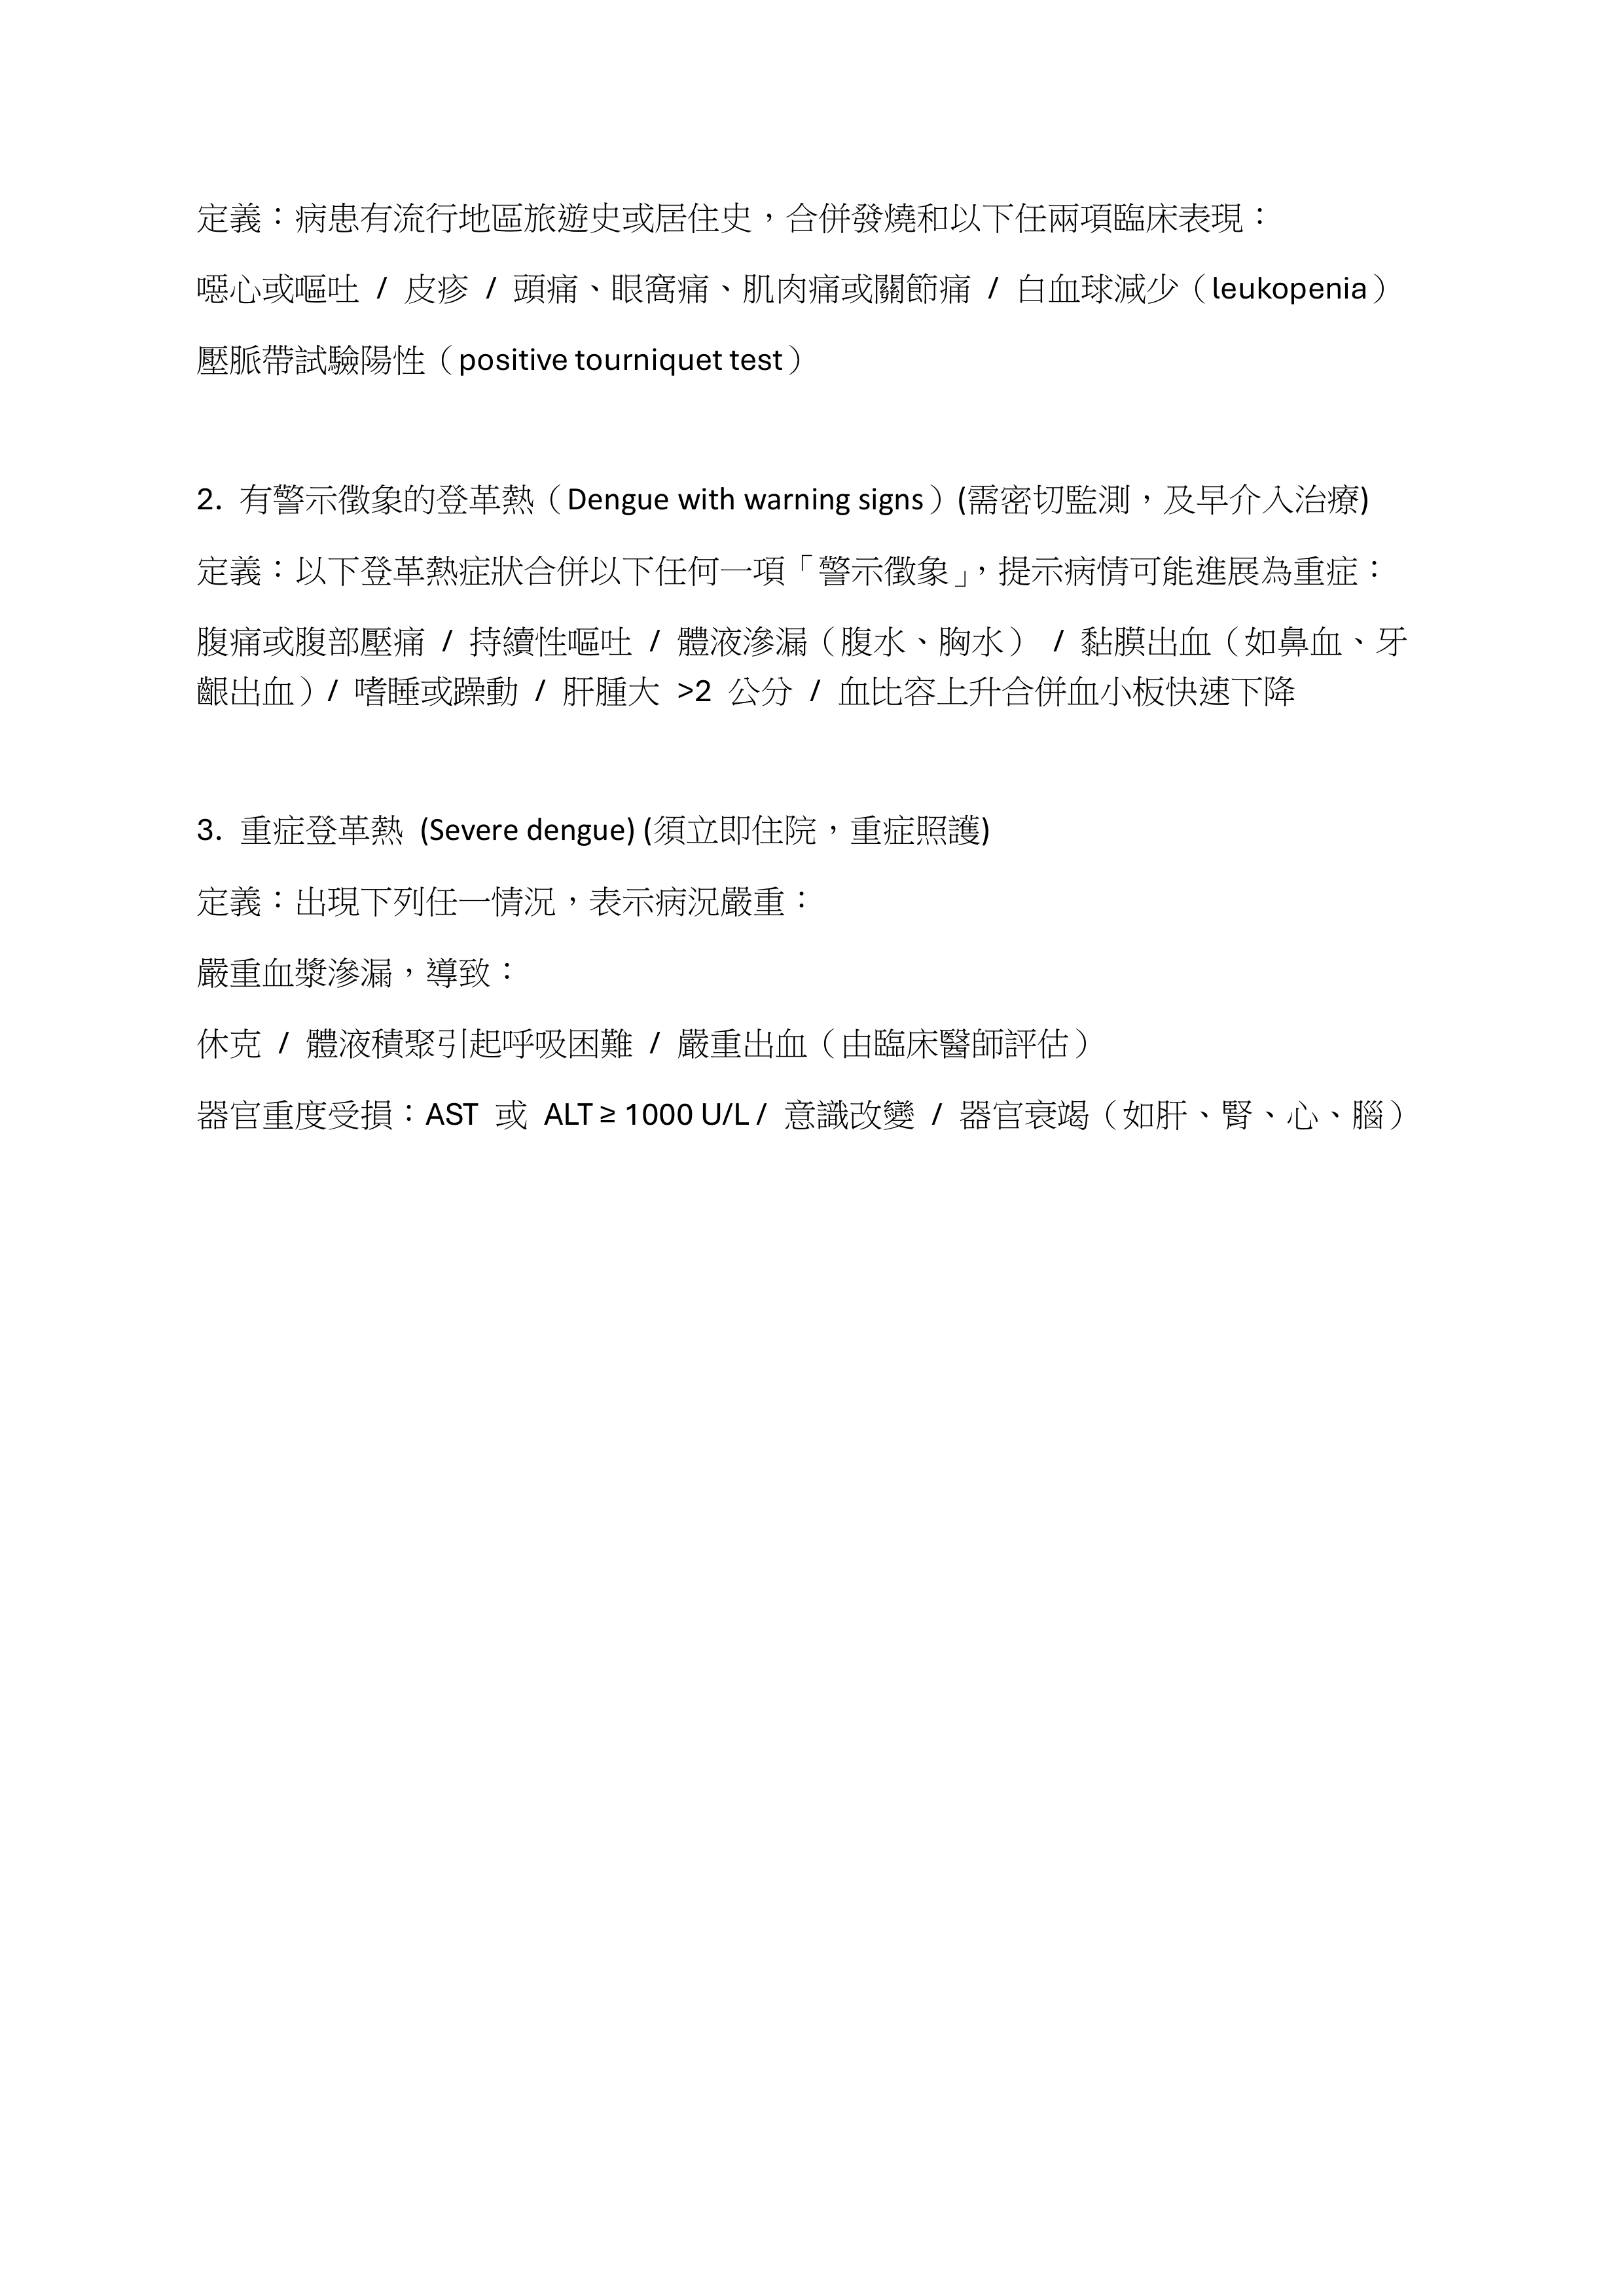 定義：病患有流行地區旅遊史或居住史，合併發燒和以下任兩項臨床表現：
噁心或嘔吐 / 皮疹 / 頭痛、眼窩痛、肌肉痛或關節痛 / 白血球減少（leukopenia）
壓脈帶試驗陽性（positive tourniquet test）
2. 有警示徵象的登革熱（Dengue with warning signs）(需密切監測，及早介入治療)
定義：以下登革熱症狀合併以下任何一項「警示徵象」，提示病情可能進展為重症：
腹痛或腹部壓痛 / 持續性嘔吐 / 體液滲漏（腹水、胸水） / 黏膜出血（如鼻血、牙
齦出血）/ 嗜睡或躁動 / 肝腫大 >2 公分 / 血比容上升合併血小板快速下降
3. 重症登革熱 (Severe dengue) (須立即住院，重症照護)
定義：出現下列任一情況，表示病況嚴重：
嚴重血漿滲漏，導致：
休克 / 體液積聚引起呼吸困難 / 嚴重出血（由臨床醫師評估）
器官重度受損：AST 或 ALT ≥ 1000 U/L / 意識改變 / 器官衰竭（如肝、腎、心、腦）